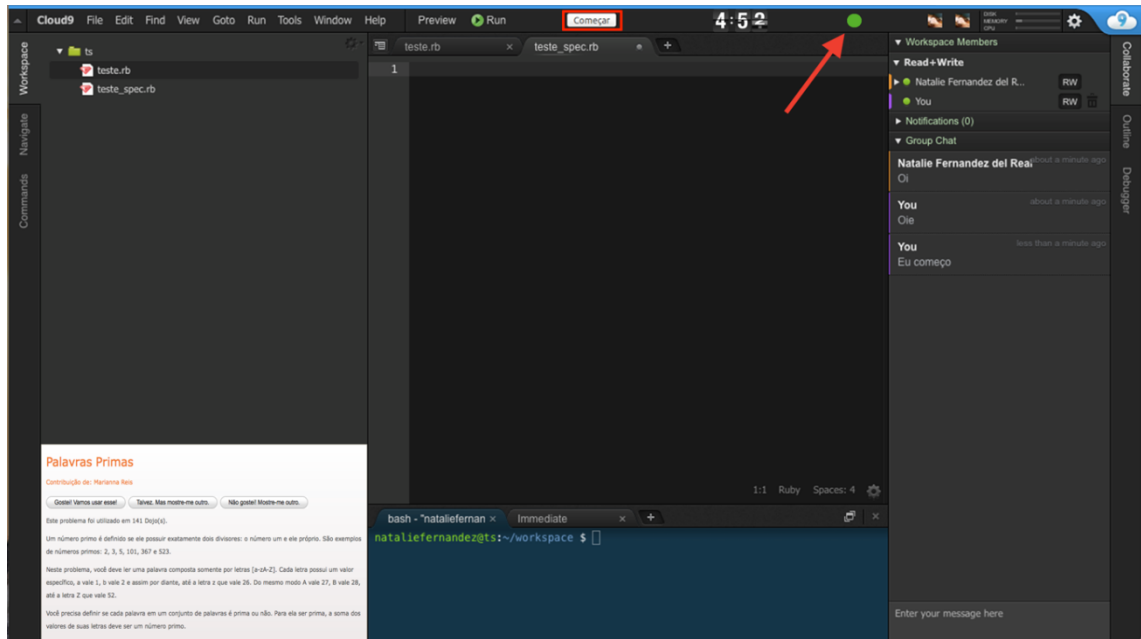 Cloud9 File Edit Find View Goto Run Tools Window Help Preview Run Começar 4:52
DISK
MEMORY
CPU
9
Workspace
Navigate
Commands
ts
teste.rb
teste_spec.rb
teste.rb × teste_spec.rb +
1
1:1 Ruby Spaces: 4
Workspace Members
Read+Write
Natalie Fernandez del R... RW
You RW
Notifications (0)
Group Chat
Natalie Fernandez del Real about a minute ago
Oi
You about a minute ago
Oie
You less than a minute ago
Eu começo
Enter your message here
Collaborate
Outline
Debugger
Palavras Primas
Contribuição de: Marianna Reis
Gostei! Vamos usar esse! Talvez. Mas mostre-me outro. Não gostei! Mostre-me outro.
Este problema foi utilizado em 141 Dojo(s).
Um número primo é definido se ele possuir exatamente dois divisores: o número um e ele próprio. São exemplos
de números primos: 2, 3, 5, 101, 367 e 523.
Neste problema, você deve ler uma palavra composta somente por letras [a-zA-Z]. Cada letra possui um valor
específico, a vale 1, b vale 2 e assim por diante, até a letra z que vale 26. Do mesmo modo A vale 27, B vale 28,
até a letra Z que vale 52.
Você precisa definir se cada palavra em um conjunto de palavras é prima ou não. Para ela ser prima, a soma dos
valores de suas letras deve ser um número primo.
bash - "nataliefernan × Immediate × +
nataliefernandez@ts:~/workspace $